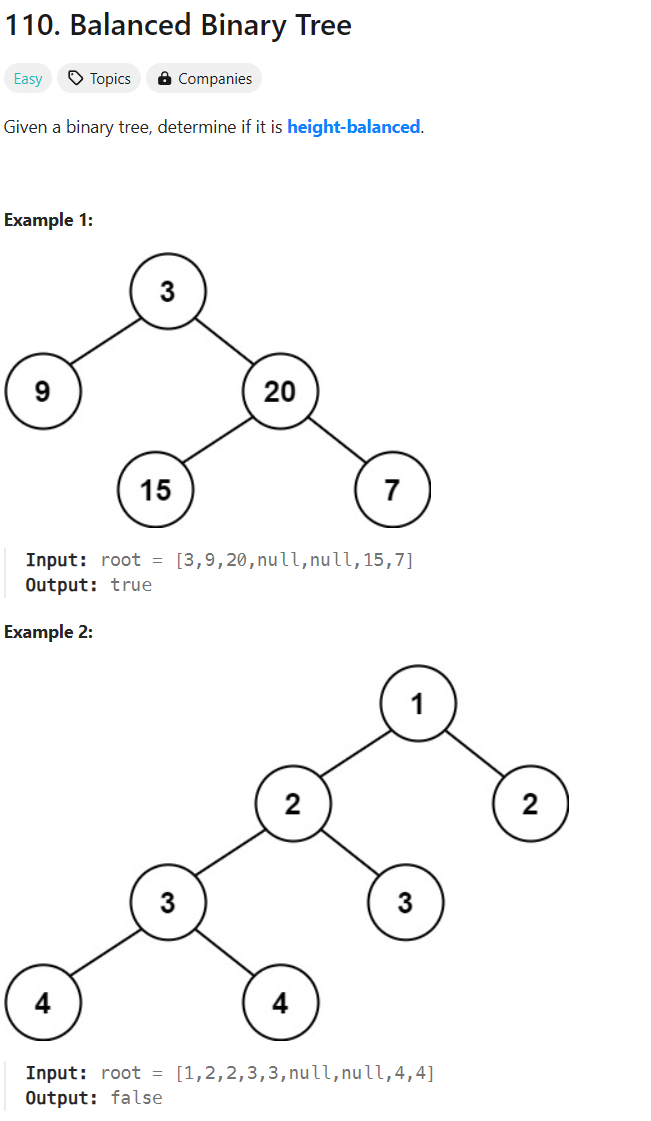 110. Balanced Binary Tree
Easy Topics Companies
Given a binary tree, determine if it is height-balanced.
Example 1:
3
9 20
15 7
Input: root = [3,9,20,null,null,15,7]
Output: true
Example 2:
1
2 2
3 3
4 4
Input: root = [1,2,2,3,3,null,null,4,4]
Output: false